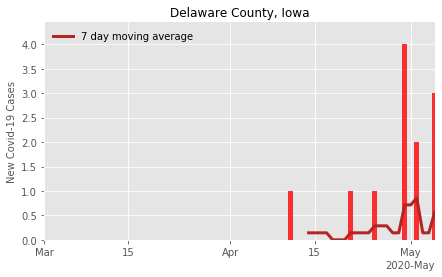 Delaware County, Iowa
7 day moving average
New Covid-19 Cases
4.0
3.5
3.0
2.5
2.0
1.5
1.0
0.5
0.0
Mar 15 Apr 15 May
2020-May